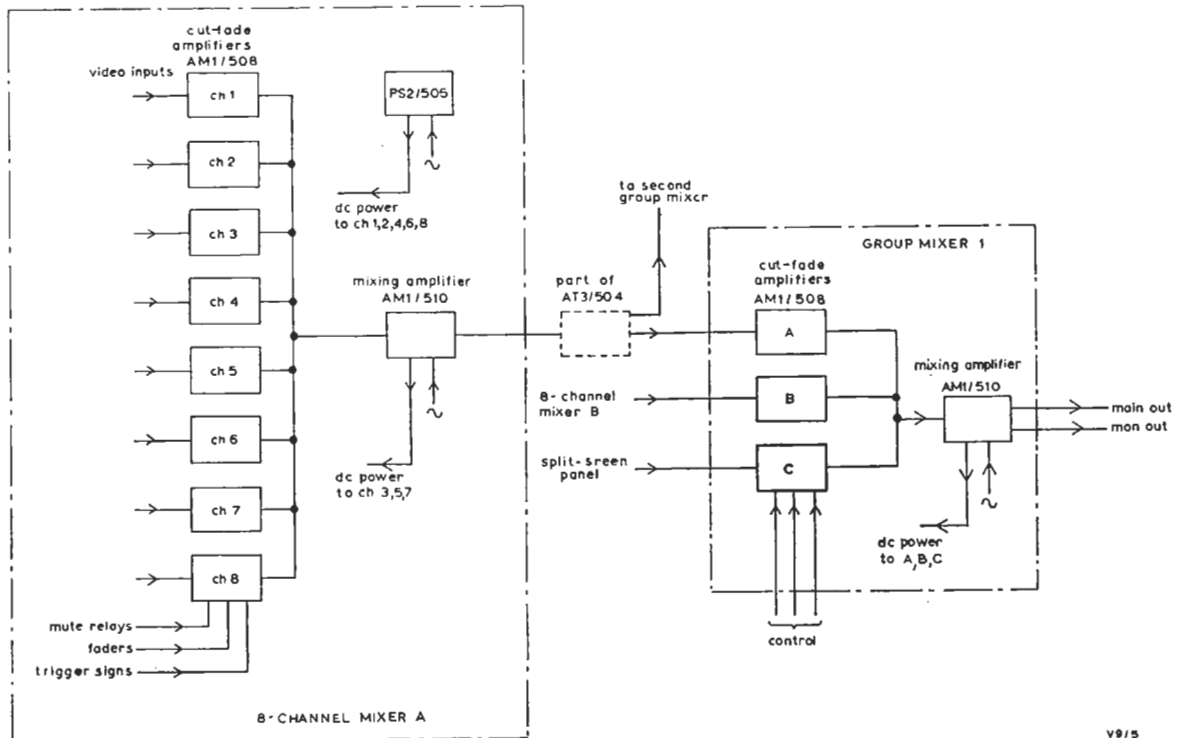 cut-fade
amplifiers
AM1/508
video inputs
ch 1
ch 2
ch 3
ch 4
ch 5
ch 6
ch 7
ch 8
mute relays
faders
trigger signs
PS2/505
dc power
to ch 1,2,4,6,8
mixing amplifier
AM1/510
dc power
to ch 3,5,7
8-CHANNEL MIXER A
to second
group mixer
part of
AT3/504
8-channel
mixer B
split-sreen
panel
GROUP MIXER 1
cut-fade
amplifiers
AM1/508
A
B
C
control
mixing amplifier
AM1/510
dc power
to A,B,C
main out
mon out
V9/5